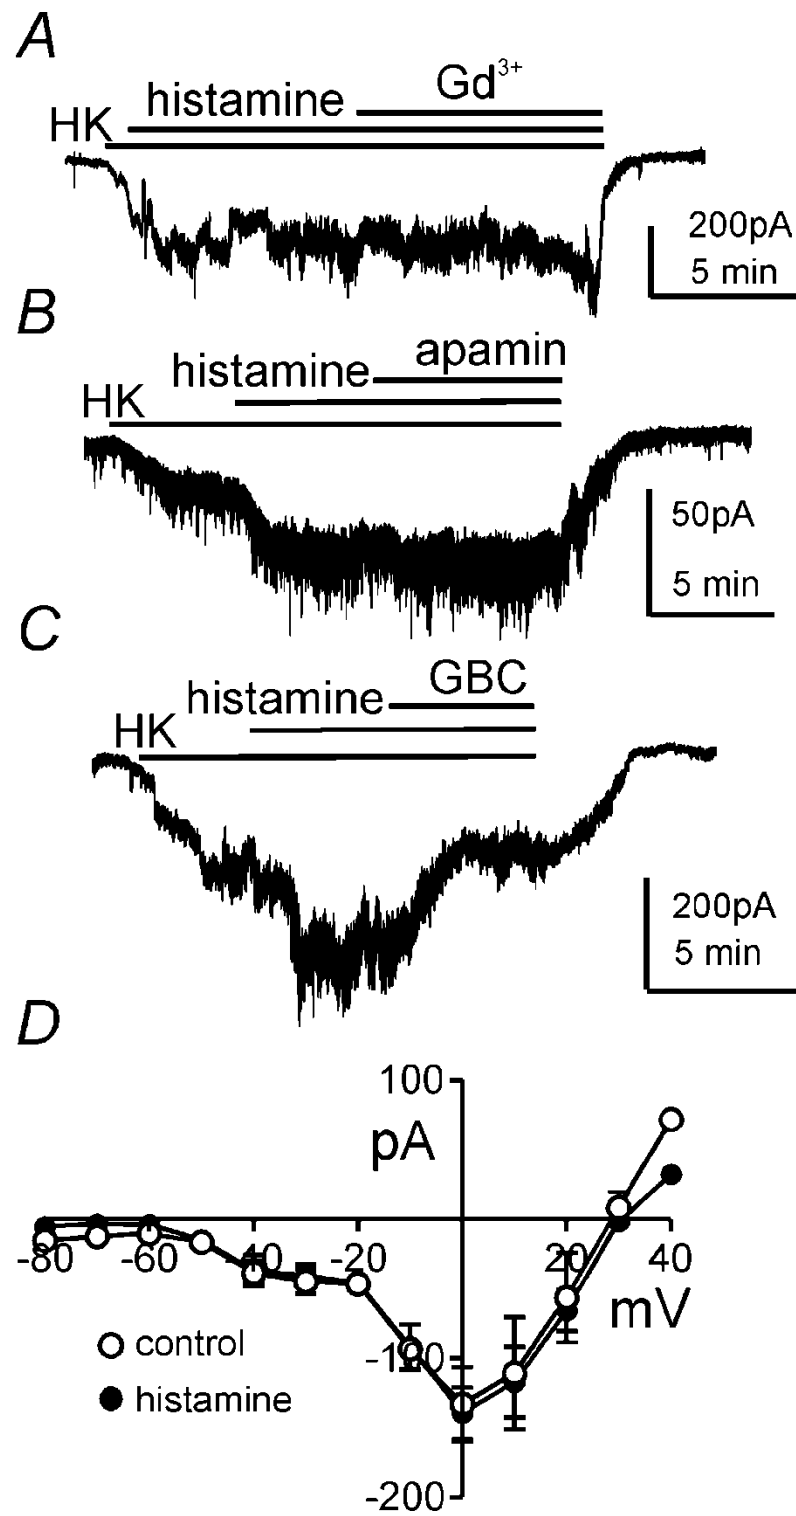 A
Gd³⁺
histamine
HK
200pA
5 min
B
apamin
histamine
HK
50pA
5 min
C
GBC
histamine
HK
200pA
5 min
D
100
pA
-80 -60 -40 -20 20 40
mV
control
-100
histamine
-200